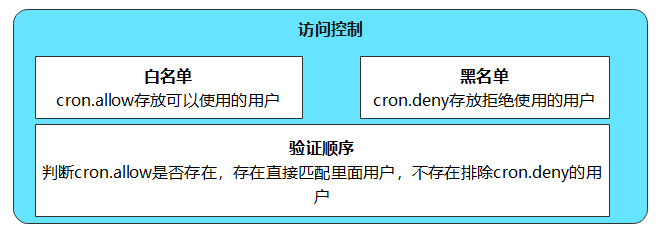 访问控制
白名单
cron.allow存放可以使用的用户
黑名单
cron.deny存放拒绝使用的用户
验证顺序
判断cron.allow是否存在，存在直接匹配里面用户，不存在排除cron.deny的用
户